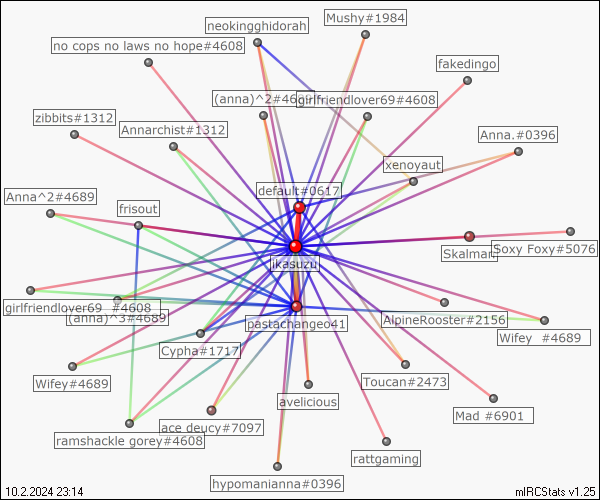 Mushy#1984
neokingghidorah
no cops no laws no hope#4608
fakedingo
(anna)^2#46
girlfriendlover69#4608
zibbits#1312
Annarchist#1312
Anna.#0396
xenoyaut
default#0617
Anna^2#4689
frisout
Skalman
Soxy Foxy#5076
ikasuzu
girlfriendlover69 #4608
(anna)^3#4689
pastachangeo41
AlpineRooster#2156
Wifey #4689
Cypha#1717
Wifey#4689
Toucan#2473
avelicious
Mad #6901
ace deucy#7097
ramshackle gorey#4608
rattgaming
hypomanianna#0396
10.2.2024 23:14
mIRCStats v1.25